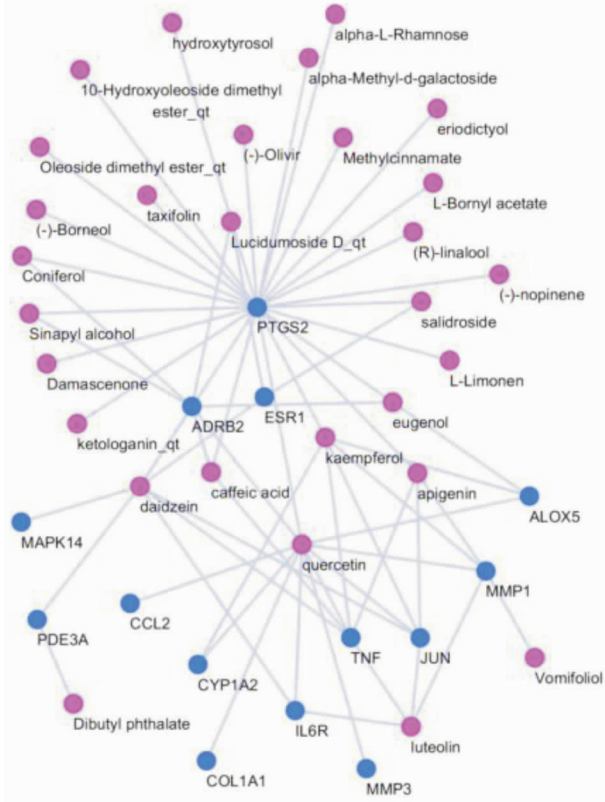 alpha-L-Rhamnose
hydroxytyrosol
alpha-Methyl-d-galactoside
10-Hydroxyoleoside dimethyl
ester_qt
eriodictyol
(-)-Olivir
Methylcinnamate
Oleoside dimethyl ester_qt
L-Bornyl acetate
taxifolin
(-)-Borneol
Lucidumoside D_qt
(R)-linalool
Coniferol
(-)-nopinene
PTGS2
salidroside
Sinapyl alcohol
Damascenone
L-Limonen
ESR1
eugenol
ADRB2
ketologanin_qt
kaempferol
caffeic acid
apigenin
daidzein
ALOX5
MAPK14
quercetin
MMP1
CCL2
PDE3A
TNF
JUN
Vomifoliol
CYP1A2
Dibutyl phthalate
IL6R
luteolin
COL1A1
MMP3